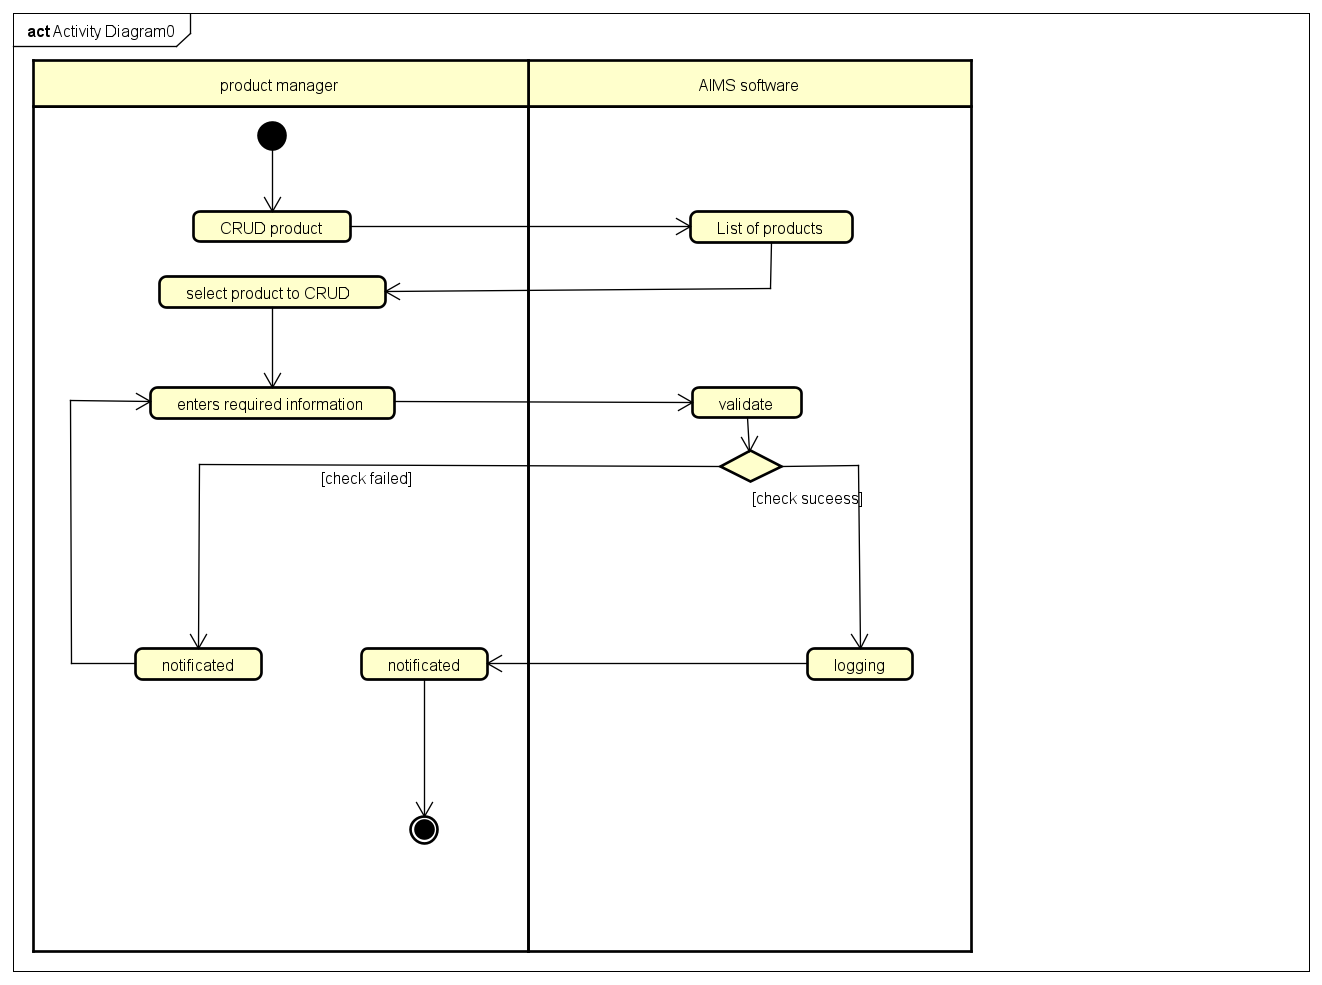 act Activity Diagram0
product manager
AIMS software
CRUD product
List of products
select product to CRUD
enters required information
validate
[check failed]
[check suceess]
notificated
notificated
logging